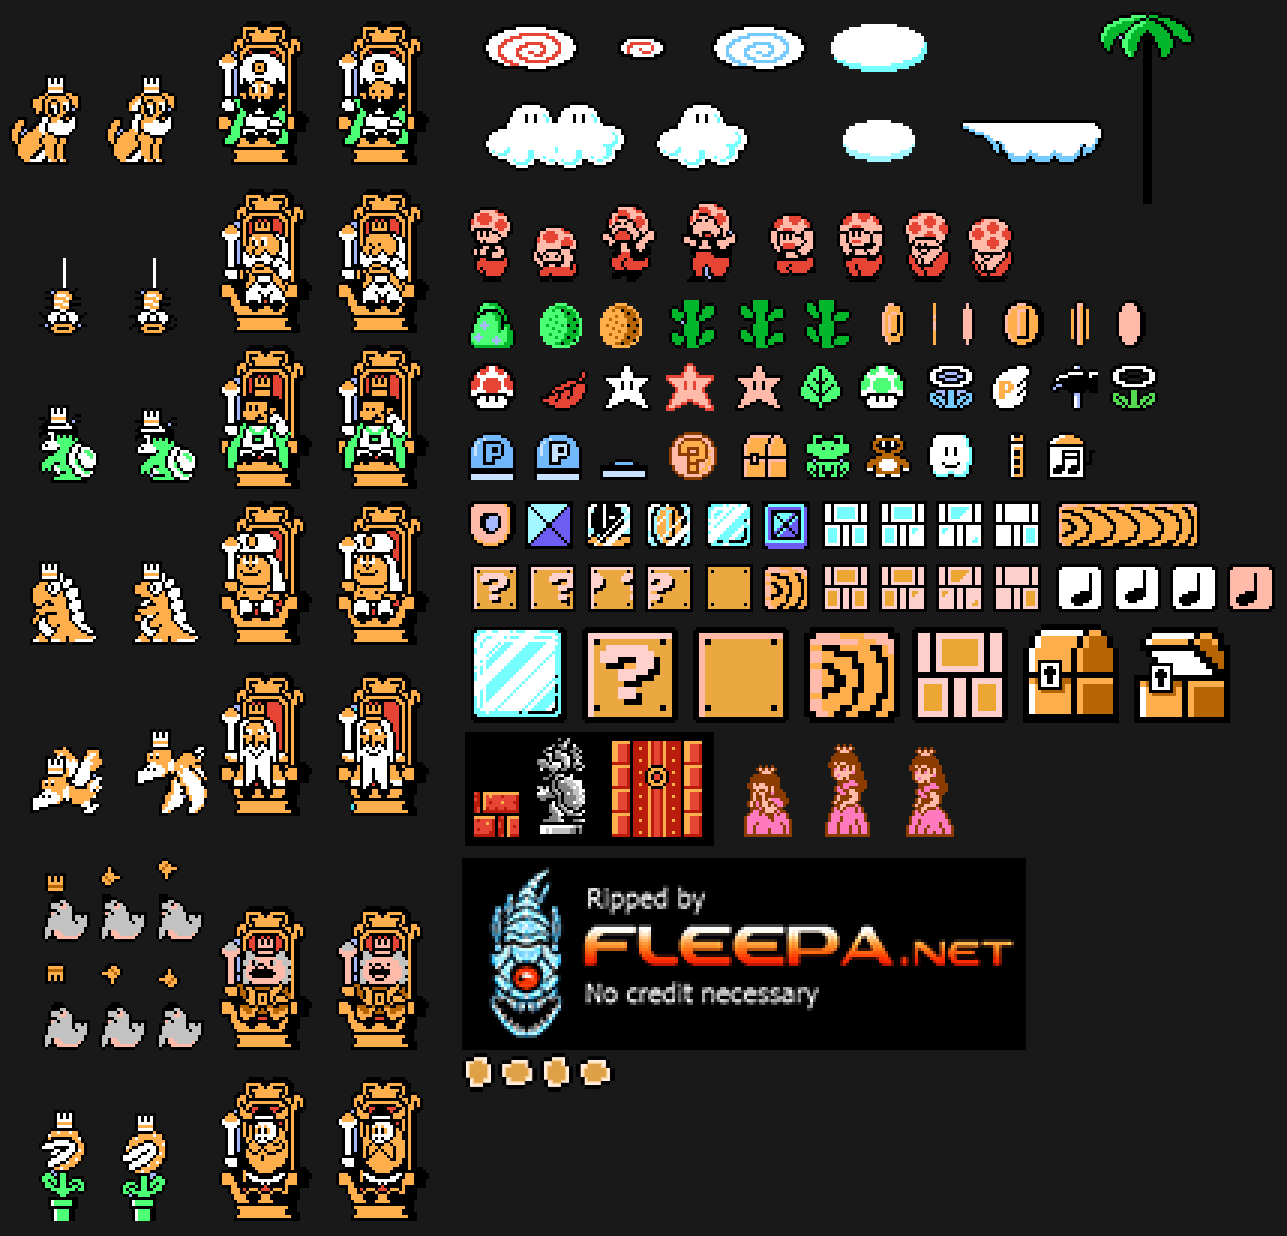 P
P P
?
? ? ? ?
?
Ripped by
FLEEPA.NET
No credit necessary